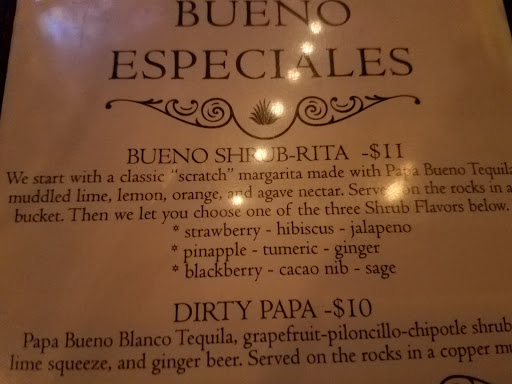 BUENO
ESPECIALES
BUENO SHRUB-RITA -$11
We start with a classic "scratch" margarita made with Papa Bueno Tequila
muddled lime, lemon, orange, and agave nectar. Served on the rocks in a
bucket. Then we let you choose one of the three Shrub Flavors below.
* strawberry - hibiscus - jalapeno
* pinapple - tumeric - ginger
* blackberry - cacao nib - sage
DIRTY PAPA -$10
Papa Bueno Blanco Tequila, grapefruit-piloncillo-chipotle shrub
lime squeeze, and ginger beer. Served on the rocks in a copper mu